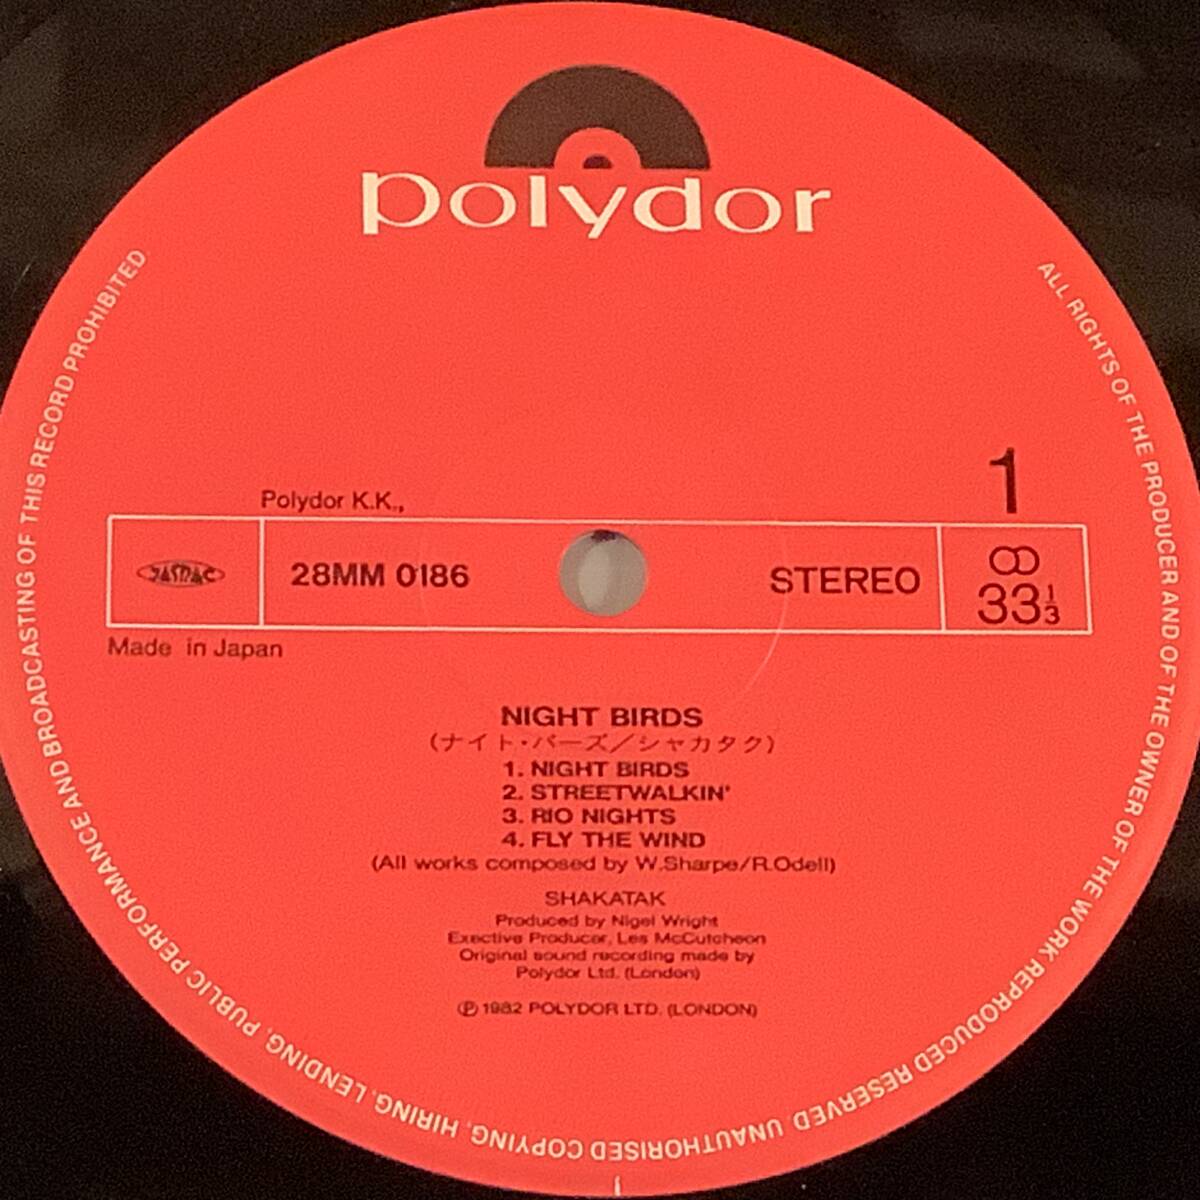 polydor
1
Polydor K.K.,
JASRAC
28MM 0186
STEREO
33 1/3
Made in Japan
NIGHT BIRDS
(ナイト・バーズ/シャカタク)
1. NIGHT BIRDS
2. STREETWALKIN'
3. RIO NIGHTS
4. FLY THE WIND
(All works composed by W.Sharpe/R.Odell)
SHAKATAK
Produced by Nigel Wright
Exective Producer, Les McCutcheon
Original sound recording made by
Polydor Ltd. (London)
Ⓟ 1982 POLYDOR LTD. (LONDON)
ALL RIGHTS OF THE PRODUCER AND OF THE OWNER OF THE WORK REPRODUCED RESERVED UNAUTHORISED COPYING, HIRING, LENDING, PUBLIC PERFORMANCE AND BROADCASTING OF THIS RECORD PROHIBITED